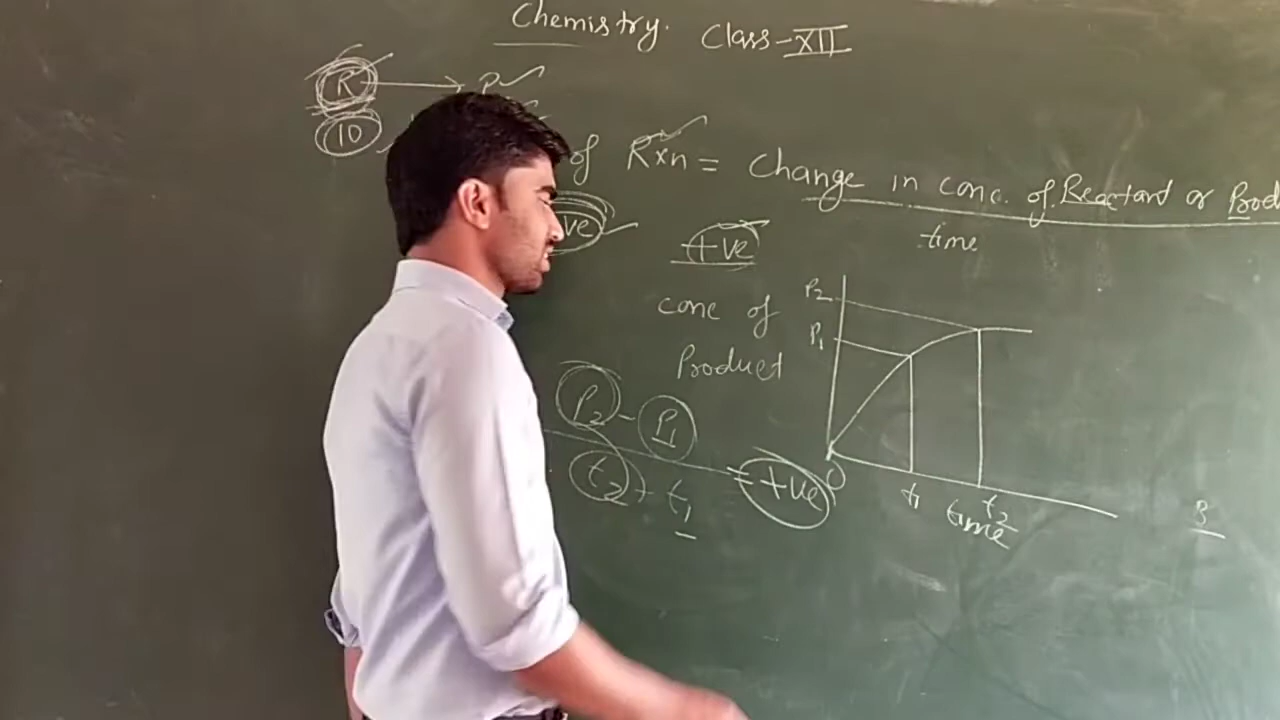 Chemistry. Class-XII
R → P
10
of Rxn = Change in conc. of Reactant or Prod
time
ve
+ve
conc of
Product
P2 - P1
t2 - t1
= +ve
P2
P1
O
t1
t2
time